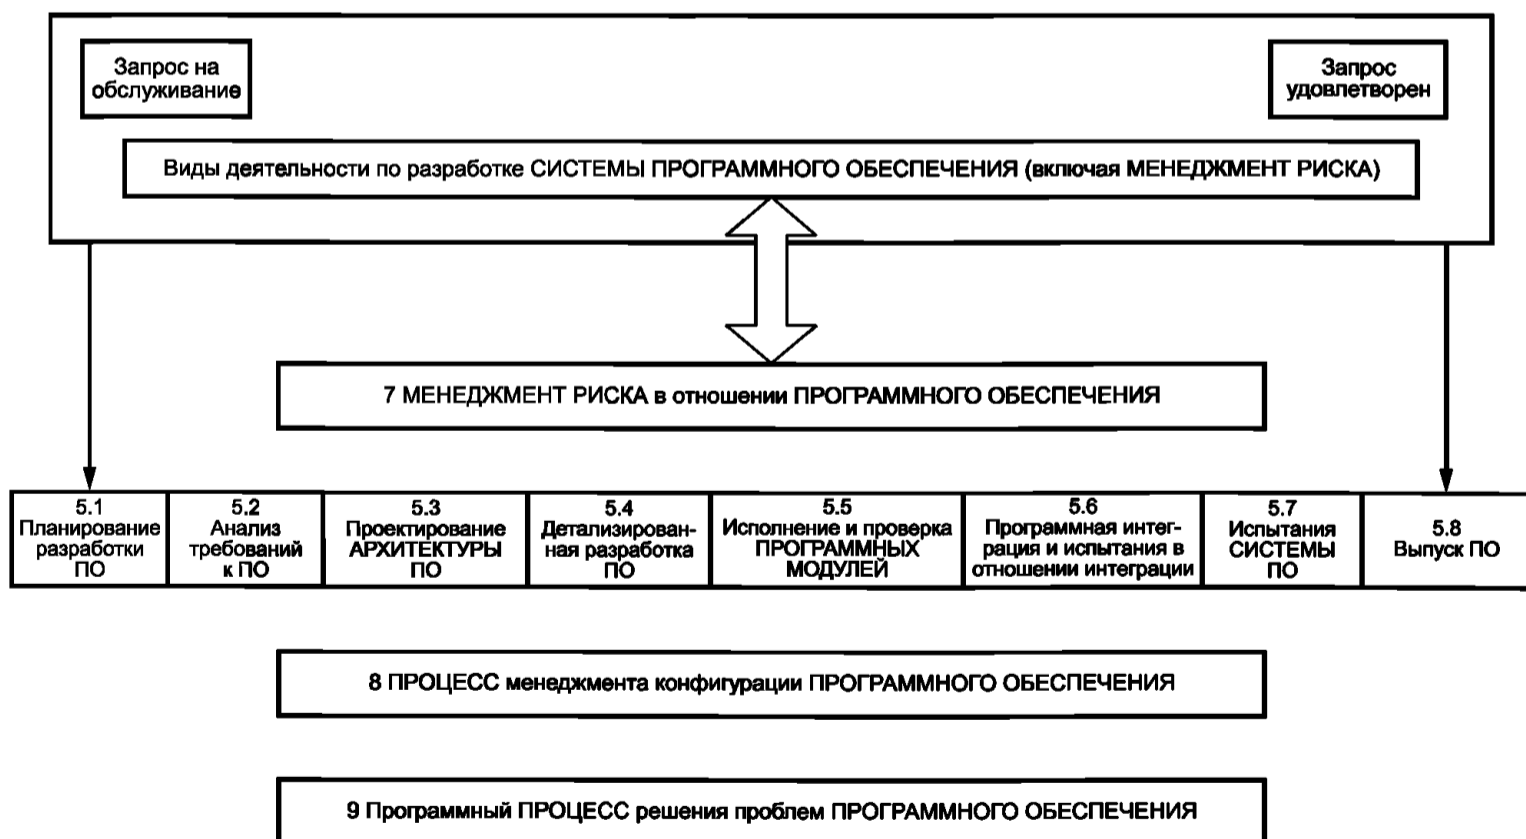 Запрос на
обслуживание
Запрос
удовлетворен
Виды деятельности по разработке СИСТЕМЫ ПРОГРАММНОГО ОБЕСПЕЧЕНИЯ (включая МЕНЕДЖМЕНТ РИСКА)
7 МЕНЕДЖМЕНТ РИСКА в отношении ПРОГРАММНОГО ОБЕСПЕЧЕНИЯ
5.1
Планирование
разработки
ПО
5.2
Анализ
требований
к ПО
5.3
Проектирование
АРХИТЕКТУРЫ
ПО
5.4
Детализирован-
ная разработка
ПО
5.5
Исполнение и проверка
ПРОГРАММНЫХ
МОДУЛЕЙ
5.6
Программная интег-
рация и испытания в
отношении интеграции
5.7
Испытания
СИСТЕМЫ
ПО
5.8
Выпуск ПО
8 ПРОЦЕСС менеджмента конфигурации ПРОГРАММНОГО ОБЕСПЕЧЕНИЯ
9 Программный ПРОЦЕСС решения проблем ПРОГРАММНОГО ОБЕСПЕЧЕНИЯ